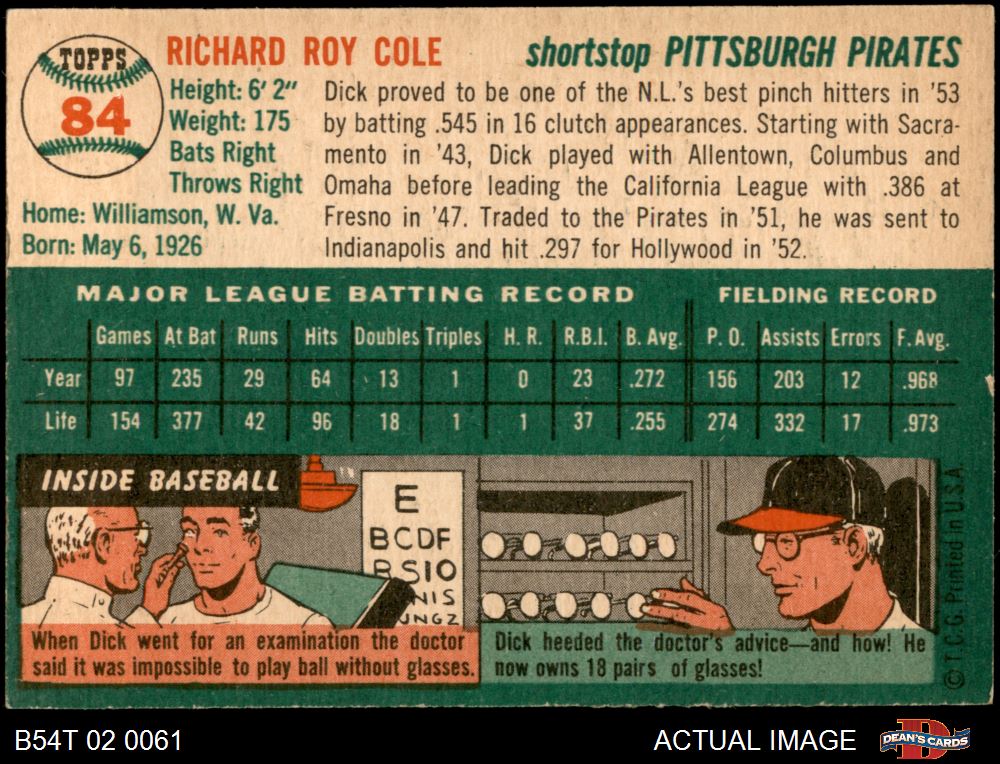 TOPPS
84
RICHARD ROY COLE
shortstop PITTSBURGH PIRATES
Height: 6' 2"
Weight: 175
Bats Right
Throws Right
Home: Williamson, W. Va.
Born: May 6, 1926
Dick proved to be one of the N.L.'s best pinch hitters in '53
by batting .545 in 16 clutch appearances. Starting with Sacra-
mento in '43, Dick played with Allentown, Columbus and
Omaha before leading the California League with .386 at
Fresno in '47. Traded to the Pirates in '51, he was sent to
Indianapolis and hit .297 for Hollywood in '52.
MAJOR LEAGUE BATTING RECORD FIELDING RECORD
Games At Bat Runs Hits Doubles Triples H. R. R.B.I. B. Avg. P. O. Assists Errors F. Avg.
Year 97 235 29 64 13 1 0 23 .272 156 203 12 .968
Life 154 377 42 96 18 1 1 37 .255 274 332 17 .973
INSIDE BASEBALL
E
BCDF
BSIO
NIS
UNGZ
When Dick went for an examination the doctor
said it was impossible to play ball without glasses.
Dick heeded the doctor's advice—and how! He
now owns 18 pairs of glasses!
© T.C.G. Printed in U.S.A.
B54T 02 0061
ACTUAL IMAGE
D
DEAN'S CARDS